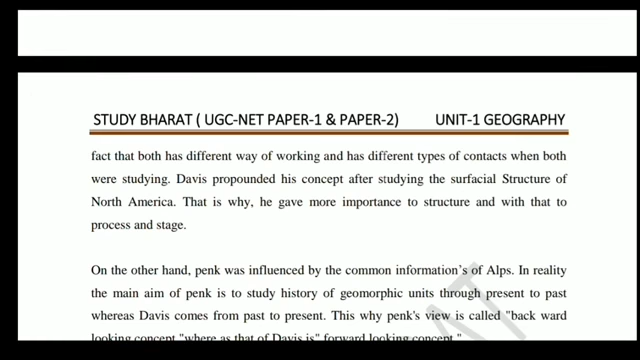 STUDY BHARAT ( UGC-NET PAPER-1 & PAPER-2) UNIT-1 GEOGRAPHY
fact that both has different way of working and has different types of contacts when both
were studying. Davis propounded his concept after studying the surfacial Structure of
North America. That is why, he gave more importance to structure and with that to
process and stage.
On the other hand, penk was influenced by the common information's of Alps. In reality
the main aim of penk is to study history of geomorphic units through present to past
whereas Davis comes from past to present. This why penk's view is called "back ward
looking concept "where as that of Davis is" forward looking concept."